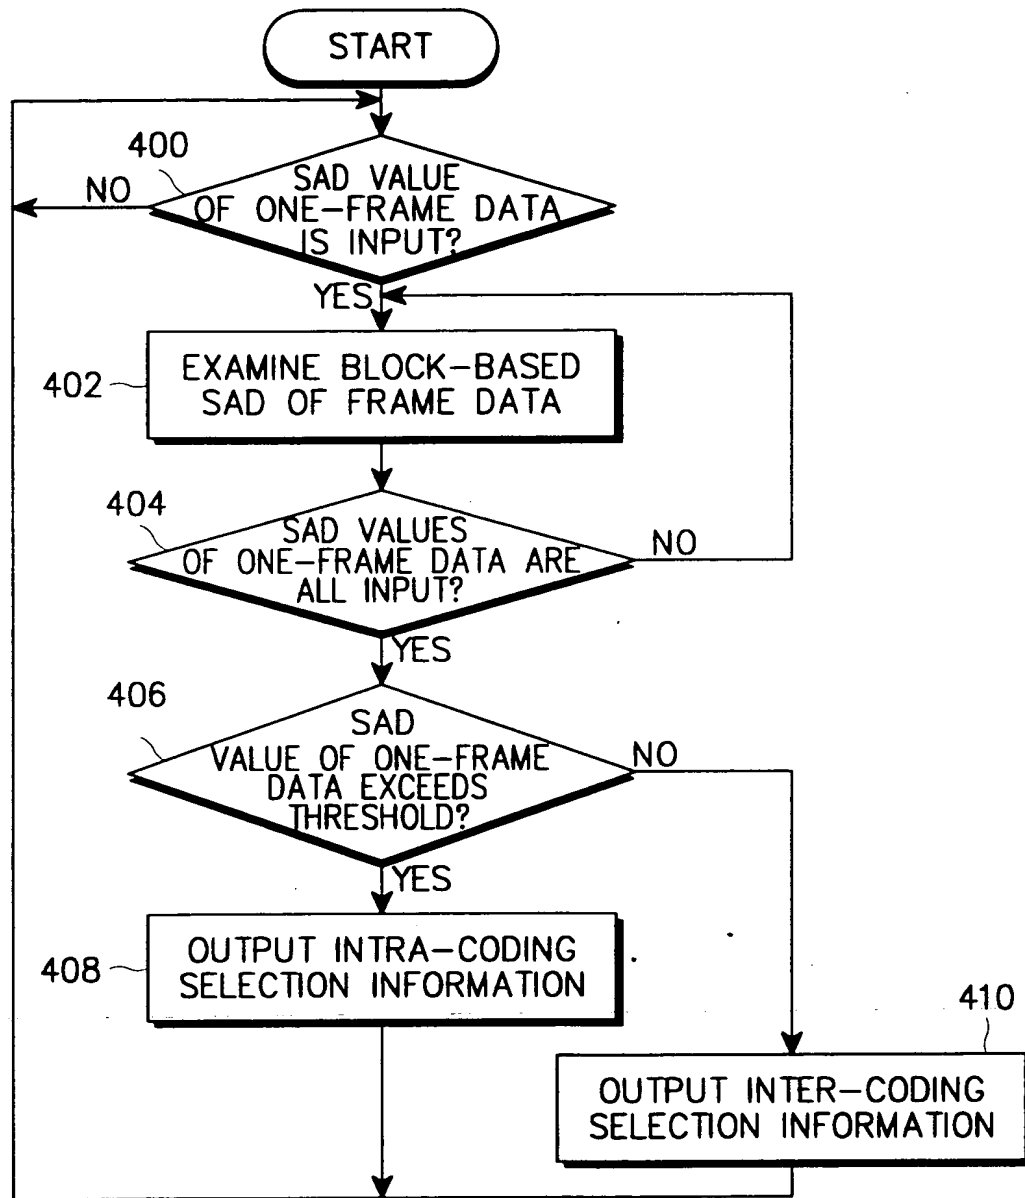 START
400
NO
SAD VALUE
OF ONE-FRAME DATA
IS INPUT?
YES
402
EXAMINE BLOCK-BASED
SAD OF FRAME DATA
404
SAD VALUES
OF ONE-FRAME DATA ARE
ALL INPUT?
NO
YES
406
SAD
VALUE OF ONE-FRAME
DATA EXCEEDS
THRESHOLD?
NO
YES
408
OUTPUT INTRA-CODING
SELECTION INFORMATION
410
OUTPUT INTER-CODING
SELECTION INFORMATION